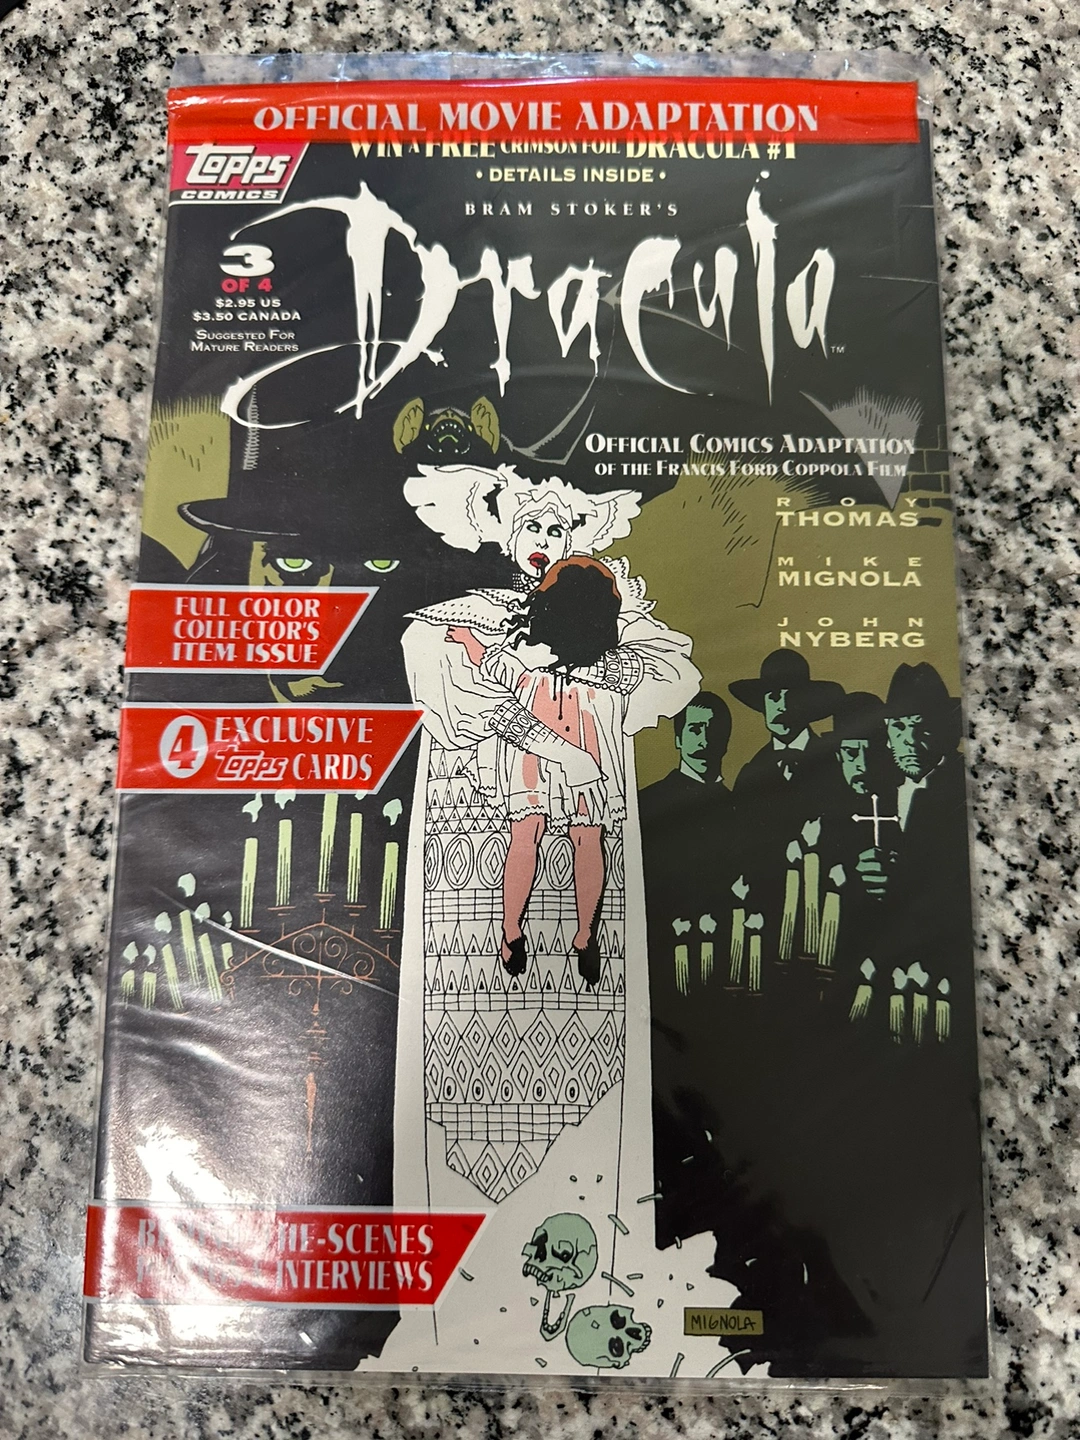 OFFICIAL MOVIE ADAPTATION
WIN A FREE CRIMSON FOIL DRACULA #1
• DETAILS INSIDE •
TOPPS
COMICS
BRAM STOKER'S
Dracula
TM
3
OF 4
$2.95 US
$3.50 CANADA
SUGGESTED FOR
MATURE READERS
OFFICIAL COMICS ADAPTATION
OF THE FRANCIS FORD COPPOLA FILM
ROY
THOMAS
MIKE
MIGNOLA
JOHN
NYBERG
FULL COLOR
COLLECTOR'S
ITEM ISSUE
4 EXCLUSIVE
TOPPS CARDS
HE-SCENES
INTERVIEWS
MIGNOLA